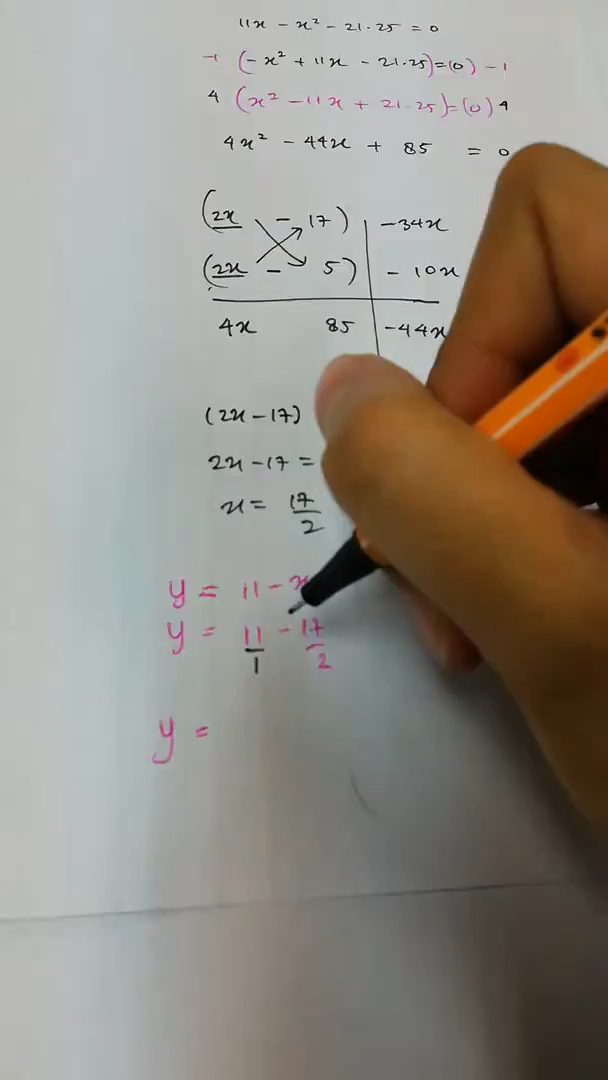 11x - x² - 21.25 = 0
-1 (-x² + 11x - 21.25) = (0) -1
4 (x² - 11x + 21.25) = (0) 4
4x² - 44x + 85 = 0
(2x - 17) | -34x
(2x - 5) | -10x
4x 85 | -44x
(2x - 17)
2x - 17 =
x = 17/2
y = 11 - x
y = 11/1 - 17/2
y =